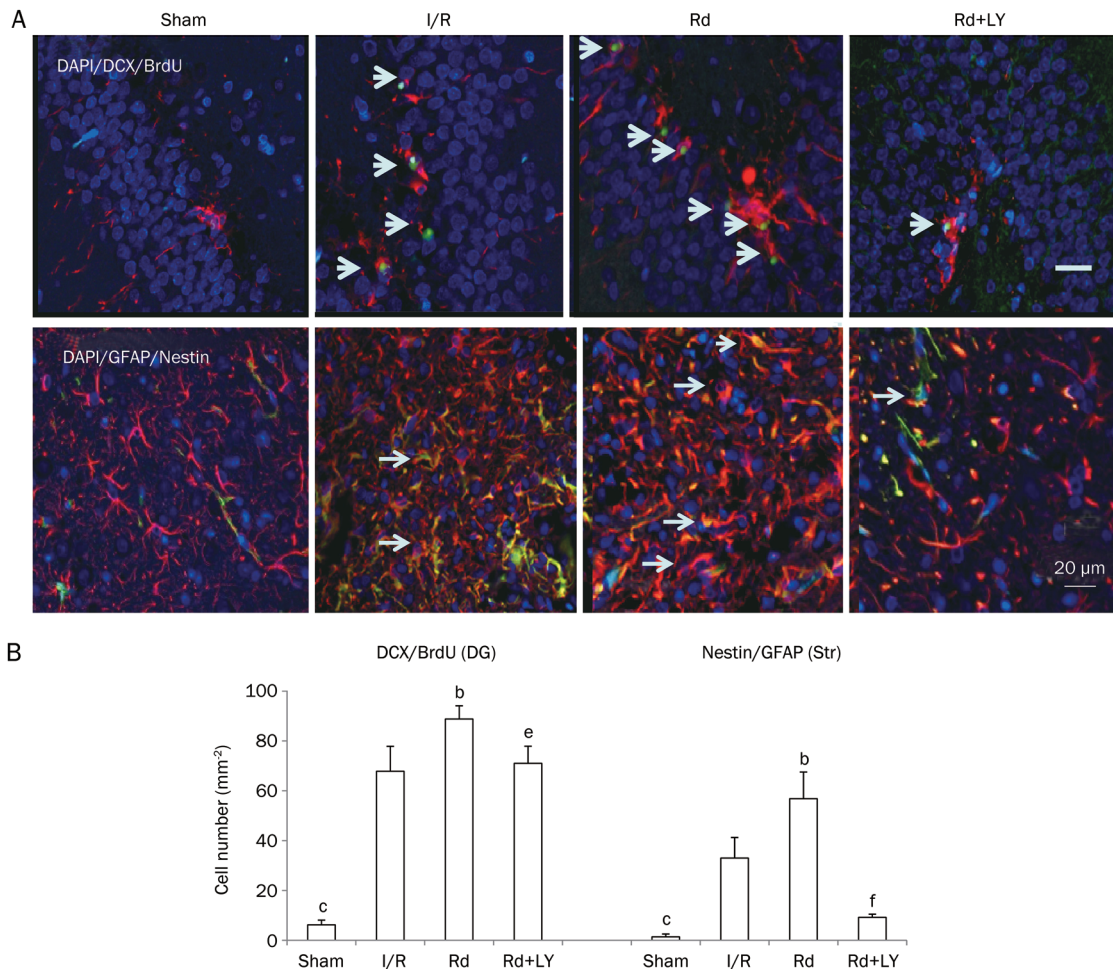 A
Sham I/R Rd Rd+LY
DAPI/DCX/BrdU
DAPI/GFAP/Nestin
20 µm
B
DCX/BrdU (DG) Nestin/GFAP (Str)
Cell number (mm⁻²)
100
80
60
40
20
0
c b e c b f
Sham I/R Rd Rd+LY Sham I/R Rd Rd+LY